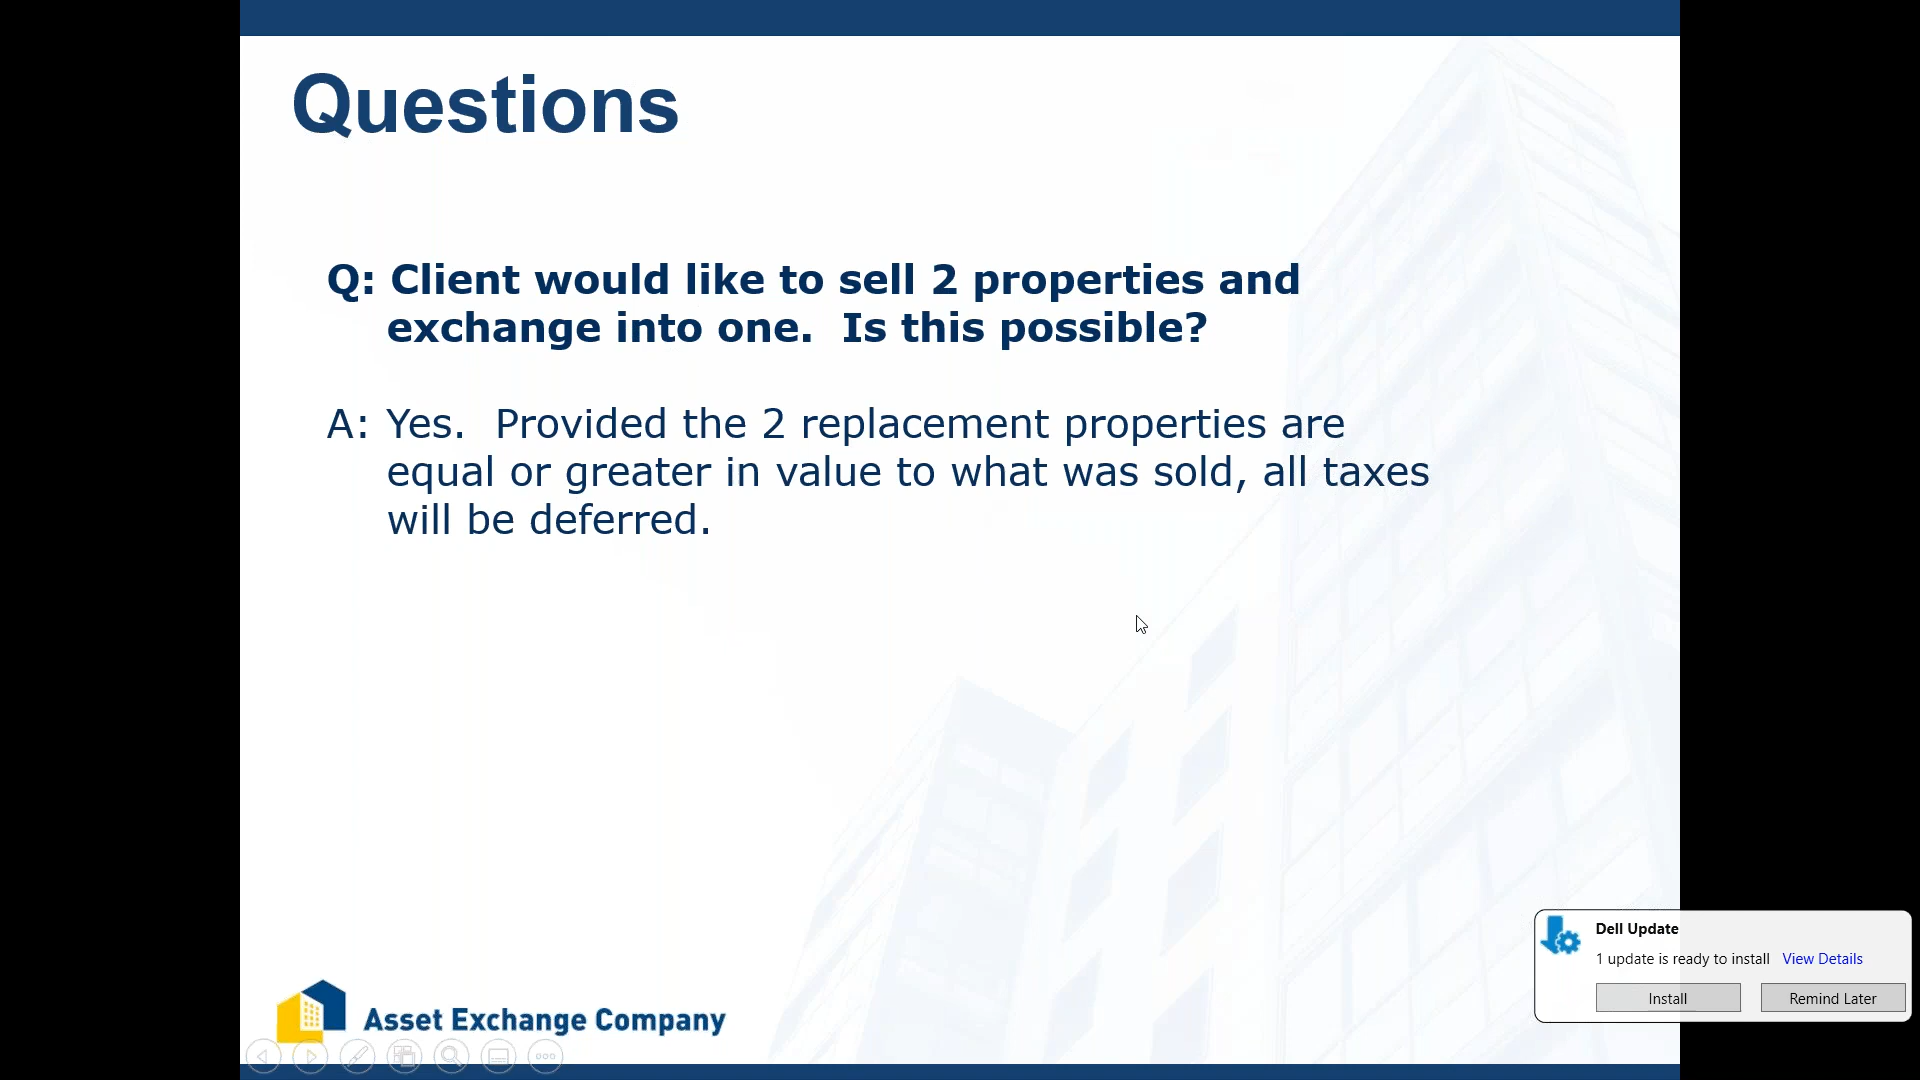 Questions
Q: Client would like to sell 2 properties and
exchange into one.  Is this possible?
A: Yes.  Provided the 2 replacement properties are
equal or greater in value to what was sold, all taxes
will be deferred.
Asset Exchange Company
Dell Update
1 update is ready to install View Details
Install Remind Later